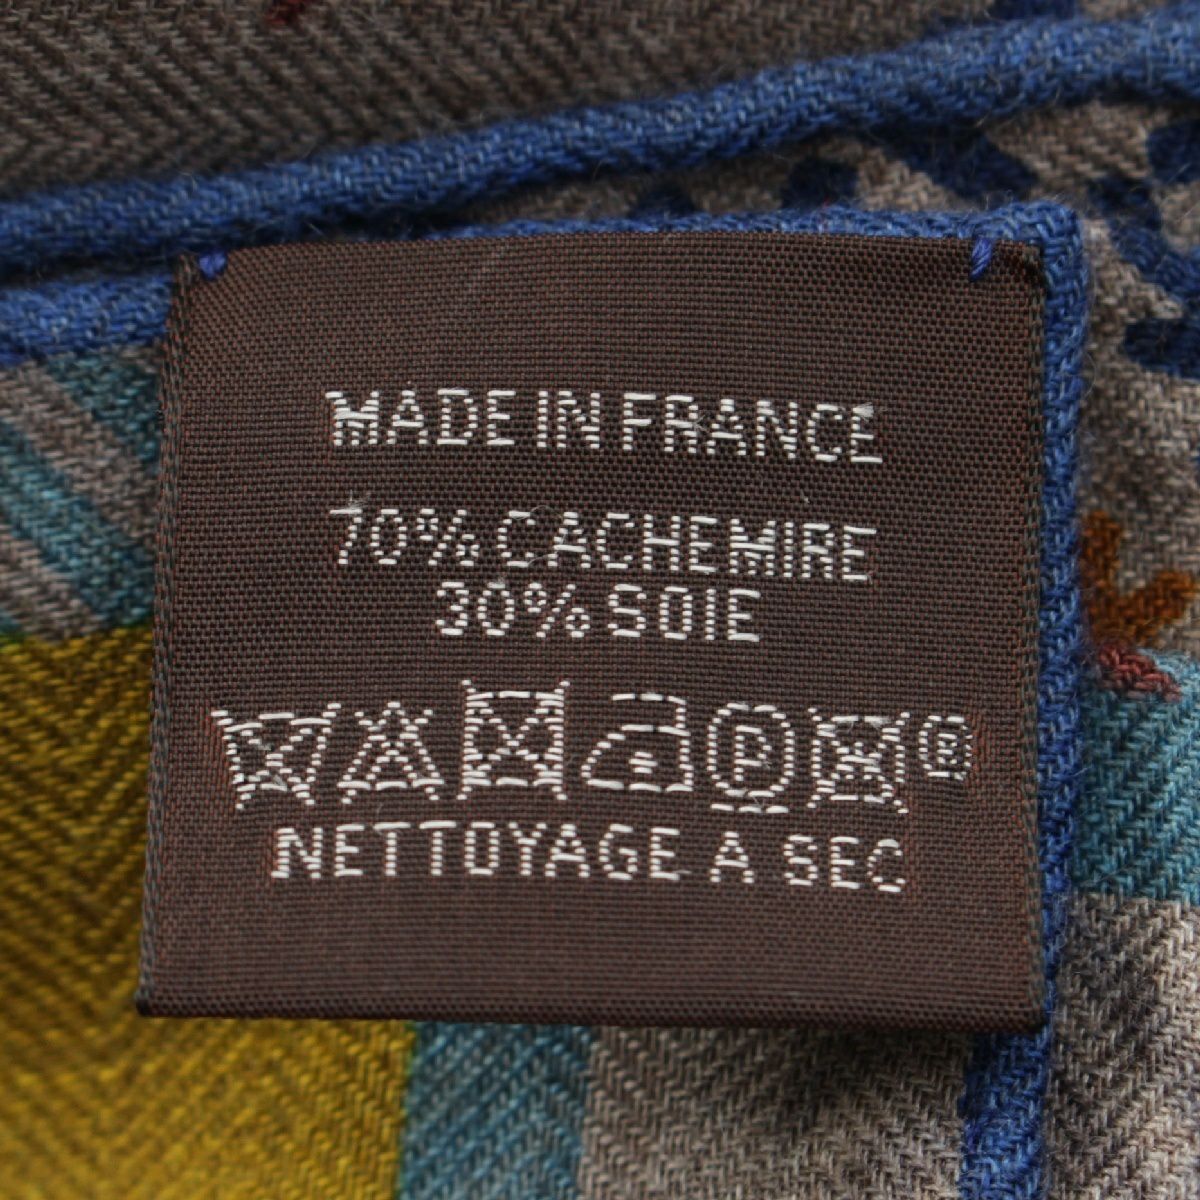 MADE IN FRANCE
70% CACHEMIRE
30% SOIE
P ®
NETTOYAGE A SEC